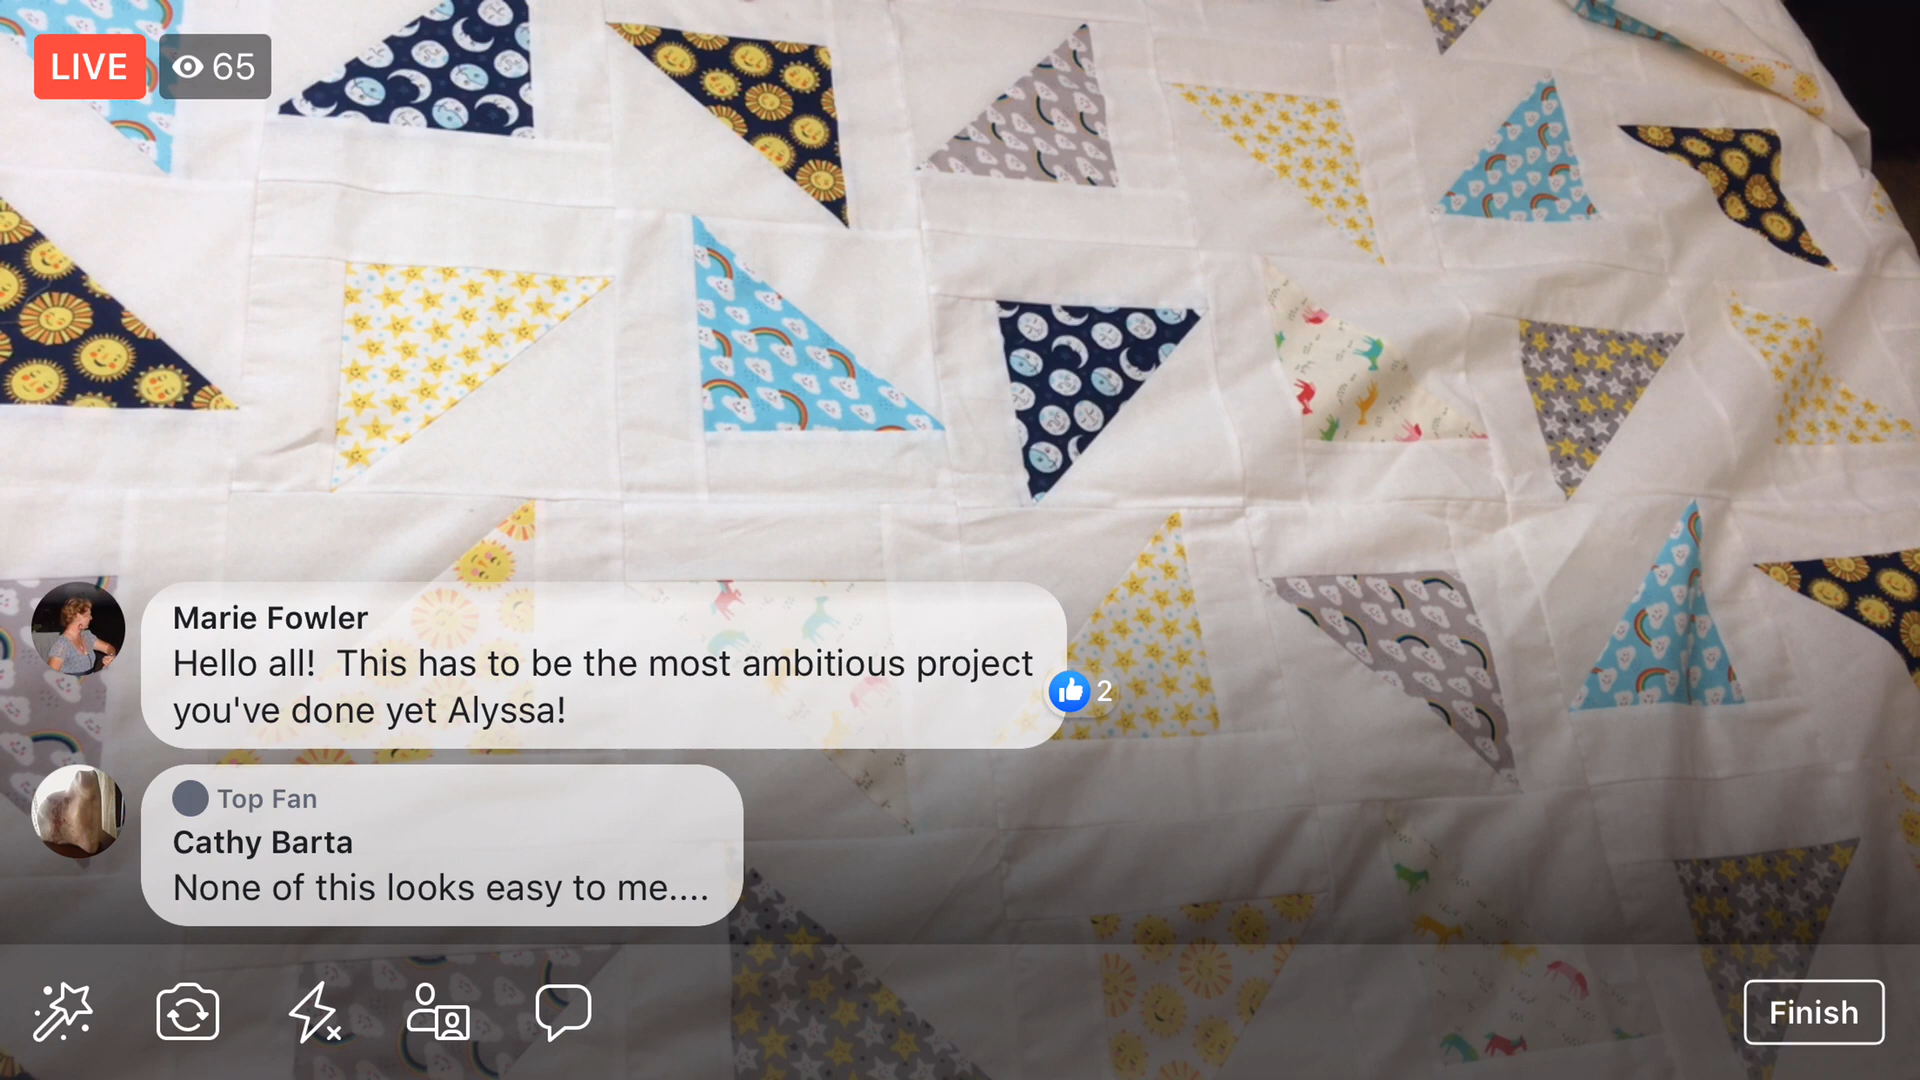 LIVE 65
Marie Fowler
Hello all!  This has to be the most ambitious project
you've done yet Alyssa!
2
Top Fan
Cathy Barta
None of this looks easy to me....
Finish